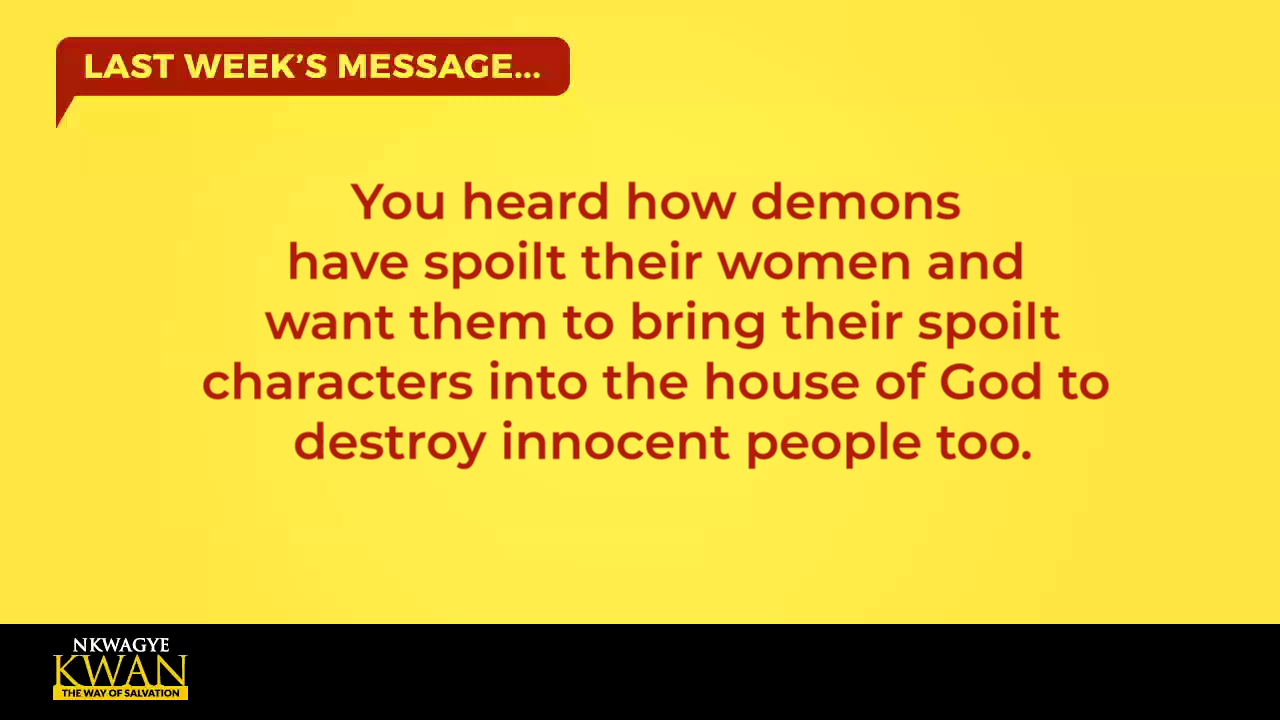 LAST WEEK’S MESSAGE...
You heard how demons
have spoilt their women and
want them to bring their spoilt
characters into the house of God to
destroy innocent people too.
NKWAGYE
KWAN
THE WAY OF SALVATION